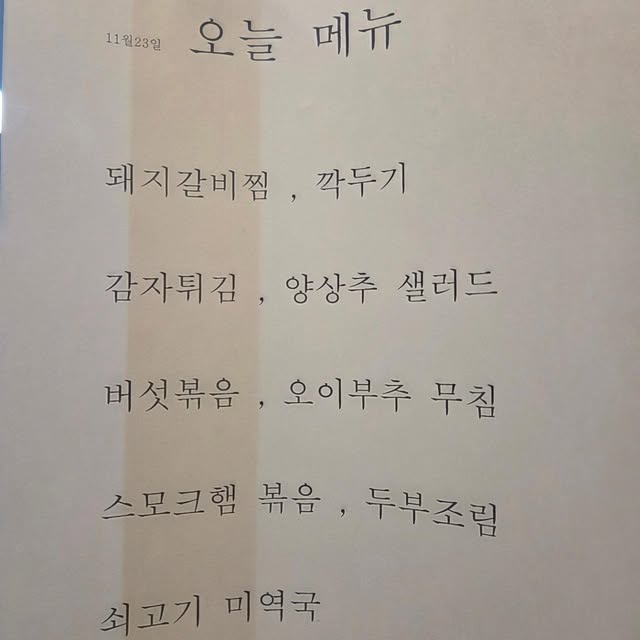 11월23일 오늘 메뉴
돼지갈비찜 , 깍두기
감자튀김 , 양상추 샐러드
버섯볶음 , 오이부추 무침
스모크햄 볶음 , 두부조림
쇠고기 미역국